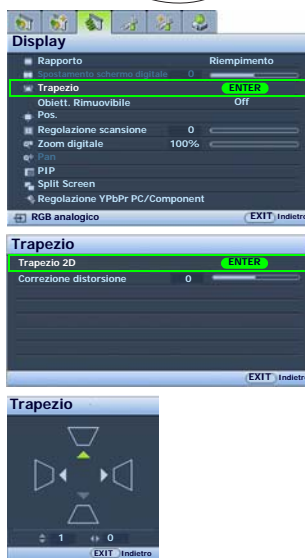 Display
Rapporto Riempimento
Spostamento schermo digitale 0
Trapezio ENTER
Obiett. Rimuovibile Off
Pos.
Regolazione scansione 0
Zoom digitale 100%
Pan
PIP
Split Screen
Regolazione YPbPr PC/Component
RGB analogico EXIT Indietro
Trapezio
Trapezio 2D ENTER
Correzione distorsione 0
EXIT Indietro
Trapezio
1 0
EXIT Indietro